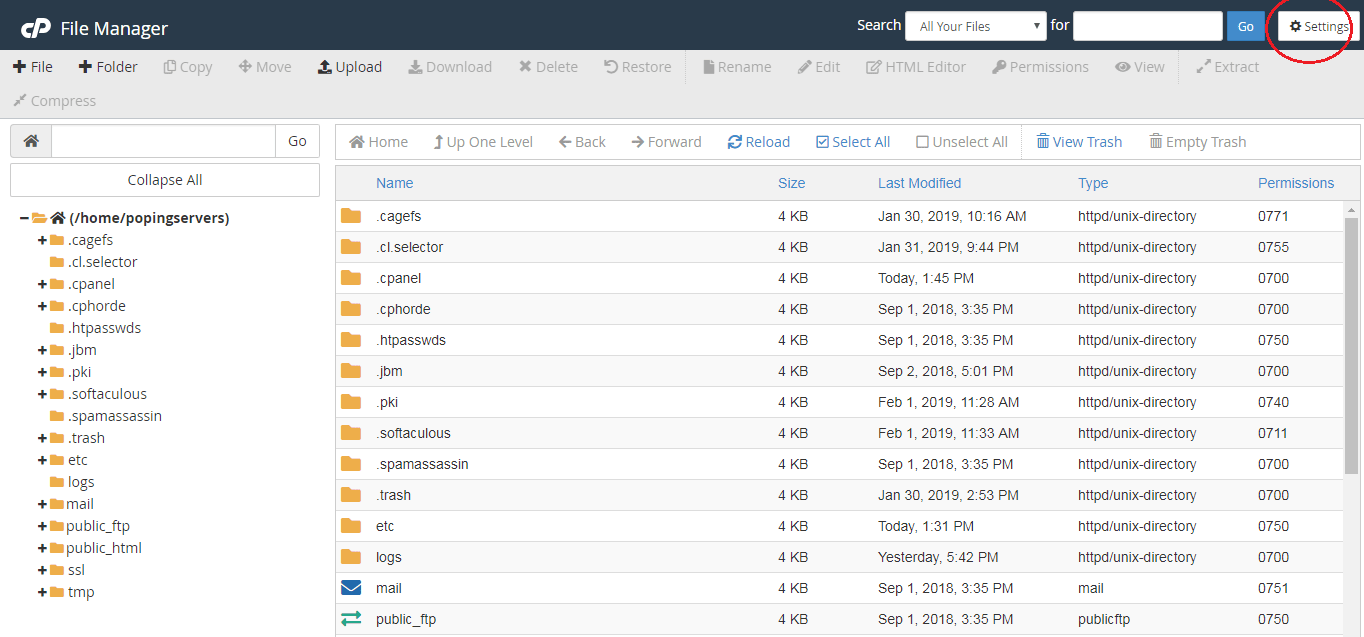 cP File Manager Search All Your Files for Go Settings
File Folder Copy Move Upload Download Delete Restore Rename Edit HTML Editor Permissions View Extract
Compress
Go Home Up One Level Back Forward Reload Select All Unselect All View Trash Empty Trash
Collapse All
(/home/popingservers)
.cagefs
.cl.selector
.cpanel
.cphorde
.htpasswds
.jbm
.pki
.softaculous
.spamassassin
.trash
etc
logs
mail
public_ftp
public_html
ssl
tmp
Name Size Last Modified Type Permissions
.cagefs 4 KB Jan 30, 2019, 10:16 AM httpd/unix-directory 0771
.cl.selector 4 KB Jan 31, 2019, 9:44 PM httpd/unix-directory 0755
.cpanel 4 KB Today, 1:45 PM httpd/unix-directory 0700
.cphorde 4 KB Sep 1, 2018, 3:35 PM httpd/unix-directory 0700
.htpasswds 4 KB Sep 1, 2018, 3:35 PM httpd/unix-directory 0750
.jbm 4 KB Sep 2, 2018, 5:01 PM httpd/unix-directory 0700
.pki 4 KB Feb 1, 2019, 11:28 AM httpd/unix-directory 0740
.softaculous 4 KB Feb 1, 2019, 11:33 AM httpd/unix-directory 0711
.spamassassin 4 KB Sep 1, 2018, 3:35 PM httpd/unix-directory 0700
.trash 4 KB Jan 30, 2019, 2:53 PM httpd/unix-directory 0700
etc 4 KB Today, 1:31 PM httpd/unix-directory 0750
logs 4 KB Yesterday, 5:42 PM httpd/unix-directory 0700
mail 4 KB Sep 1, 2018, 3:35 PM mail 0751
public_ftp 4 KB Sep 1, 2018, 3:35 PM publicftp 0750